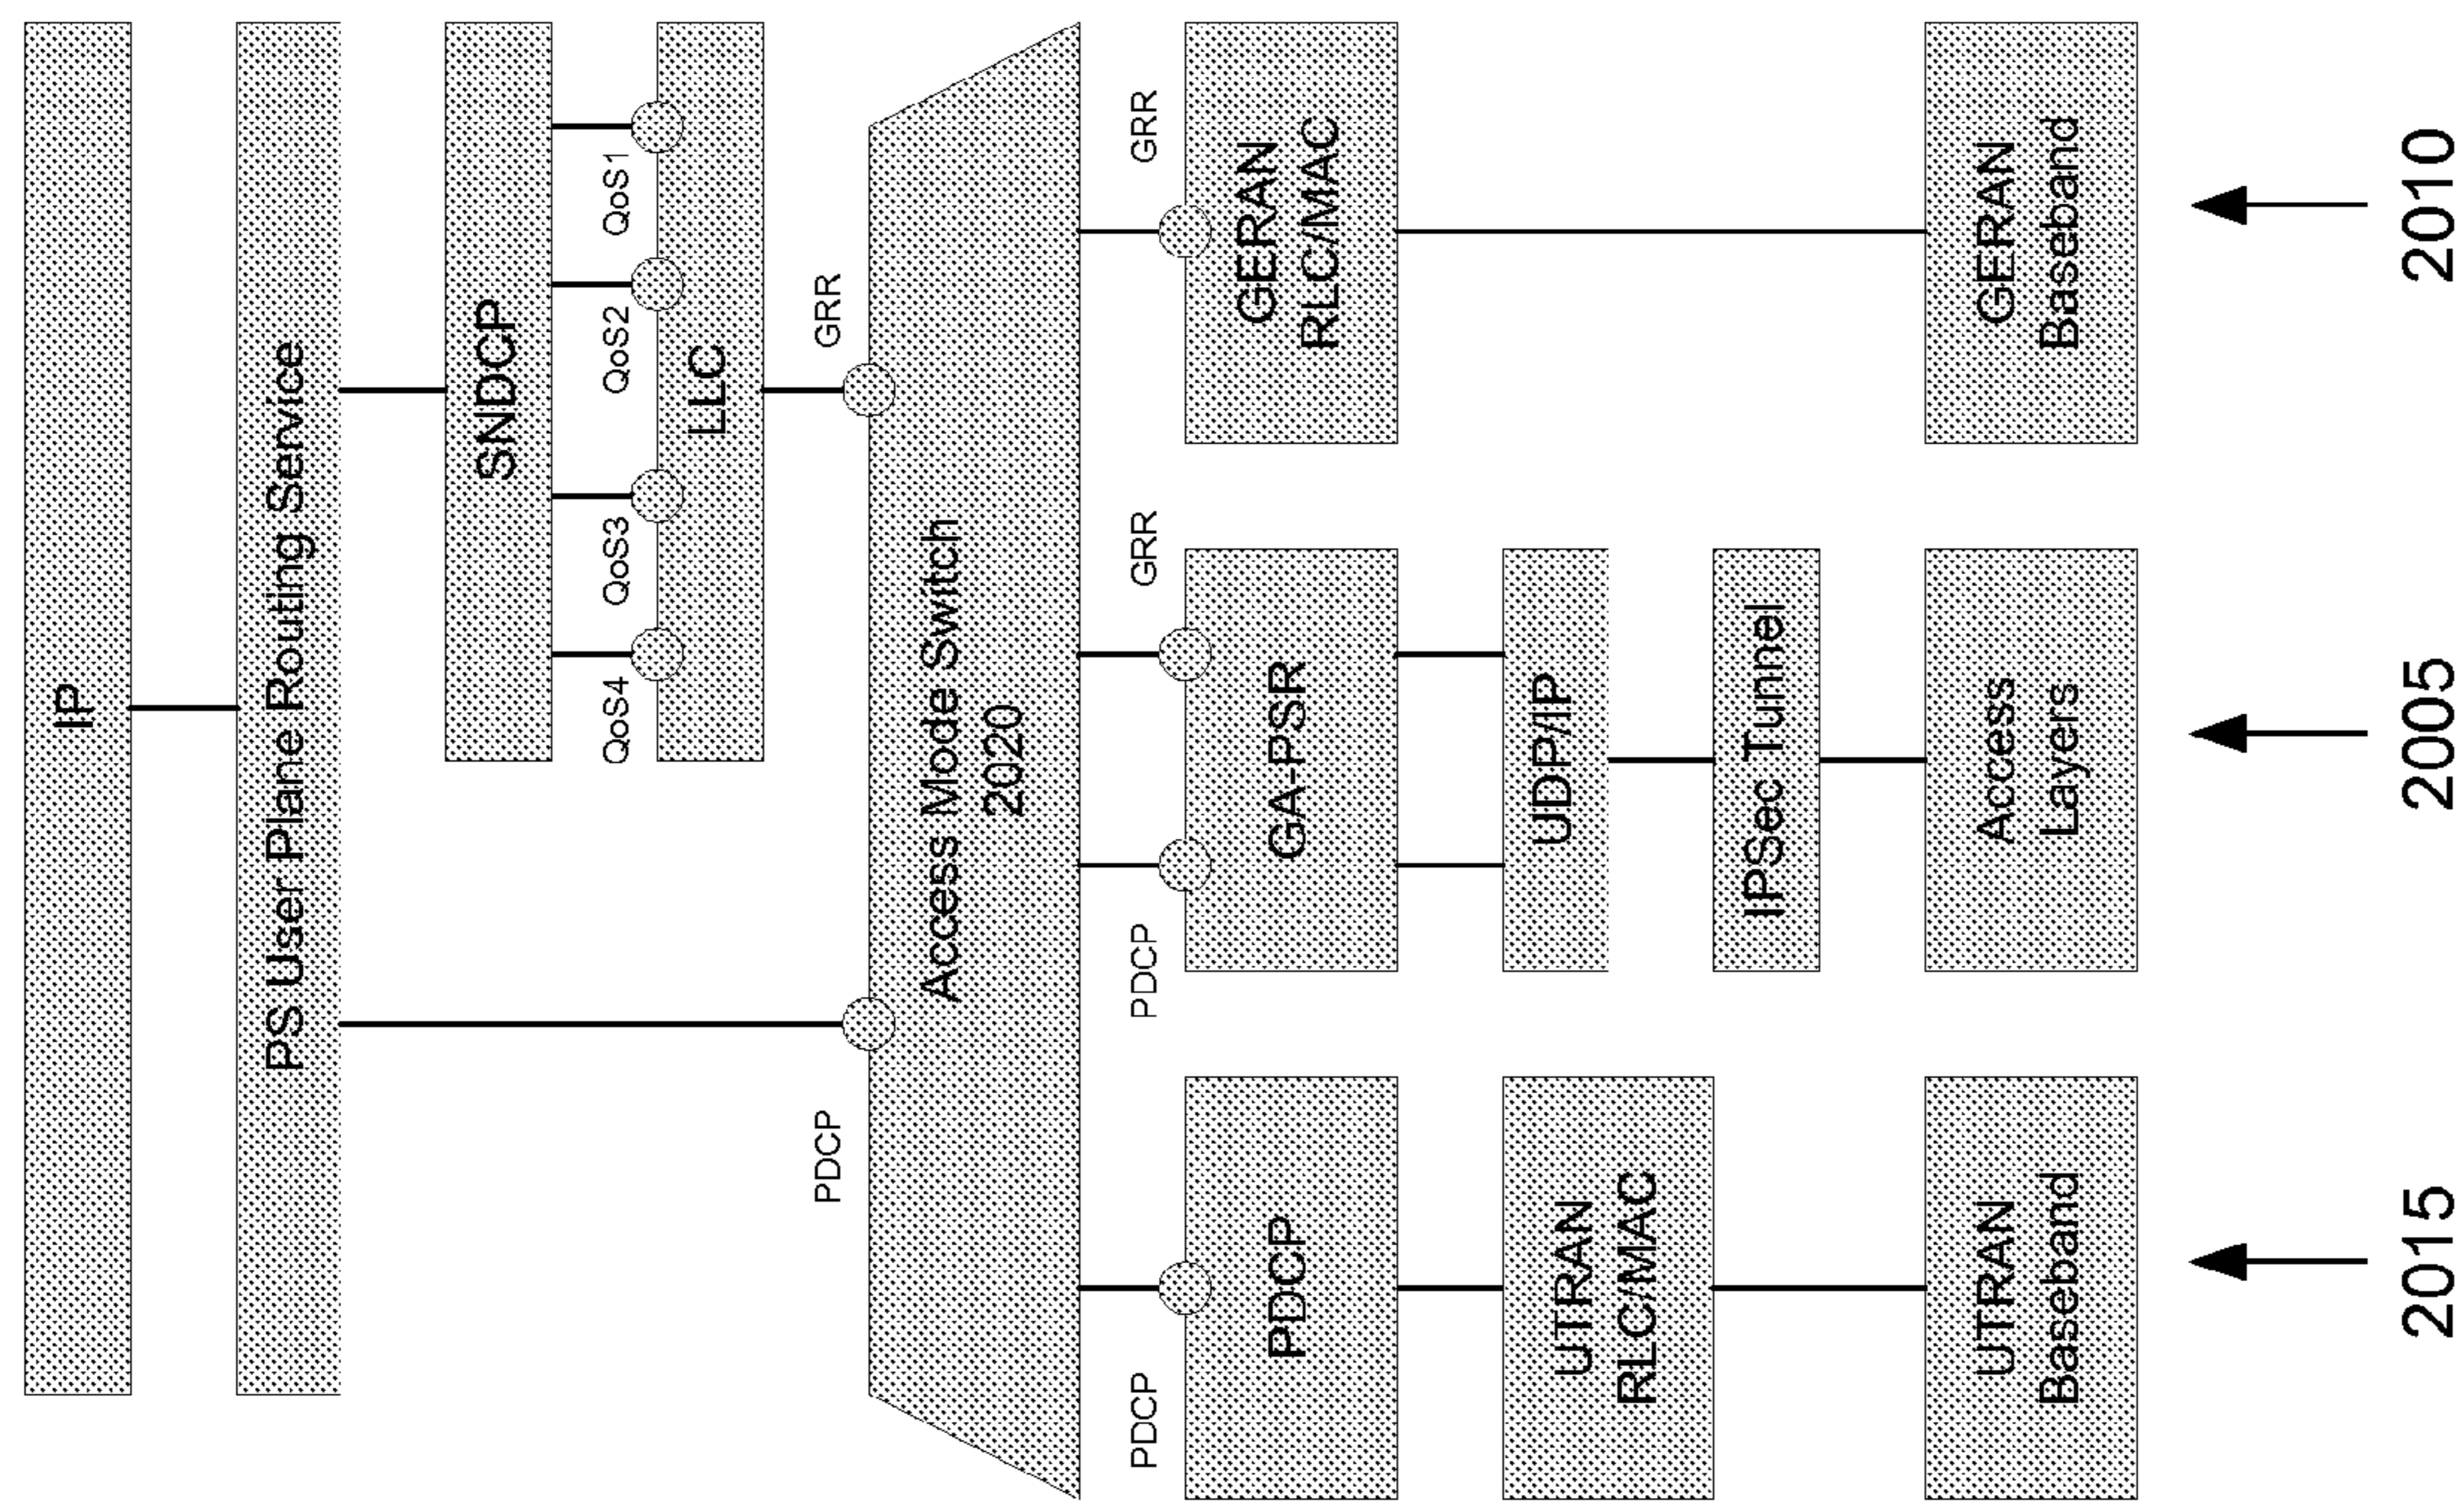 IP
PS User Plane Routing Service
SNDCP
QoS4
QoS3
QoS2
QoS1
LLC
PDCP
GRR
Access Mode Switch
2020
PDCP
PDCP
GRR
GRR
PDCP
GA-PSR
GERAN
RLC/MAC
UTRAN
RLC/MAC
UDP/IP
IPSec Tunnel
UTRAN
Baseband
Access
Layers
GERAN
Baseband
2015
2005
2010